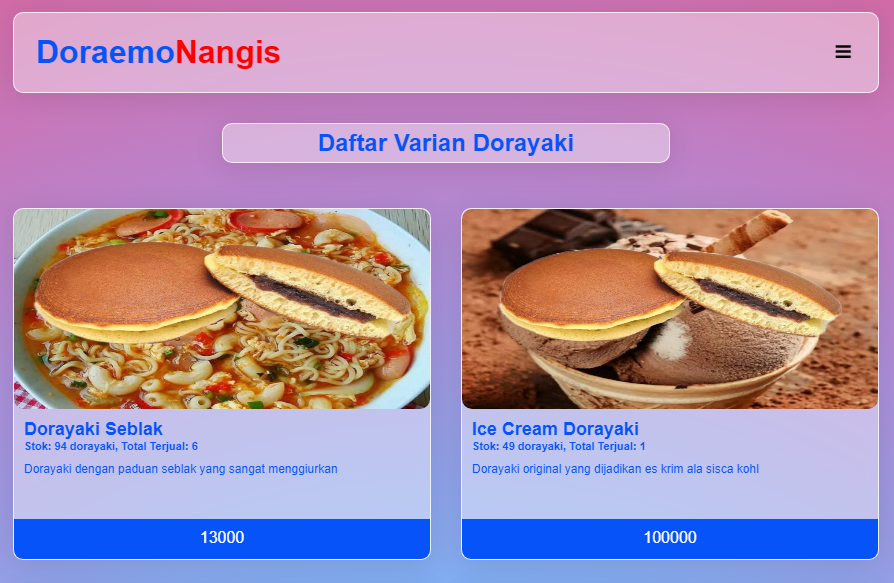 DoraemoNangis
Daftar Varian Dorayaki
Dorayaki Seblak
Stok: 94 dorayaki, Total Terjual: 6
Dorayaki dengan paduan seblak yang sangat menggiurkan
13000
Ice Cream Dorayaki
Stok: 49 dorayaki, Total Terjual: 1
Dorayaki original yang dijadikan es krim ala sisca kohl
100000